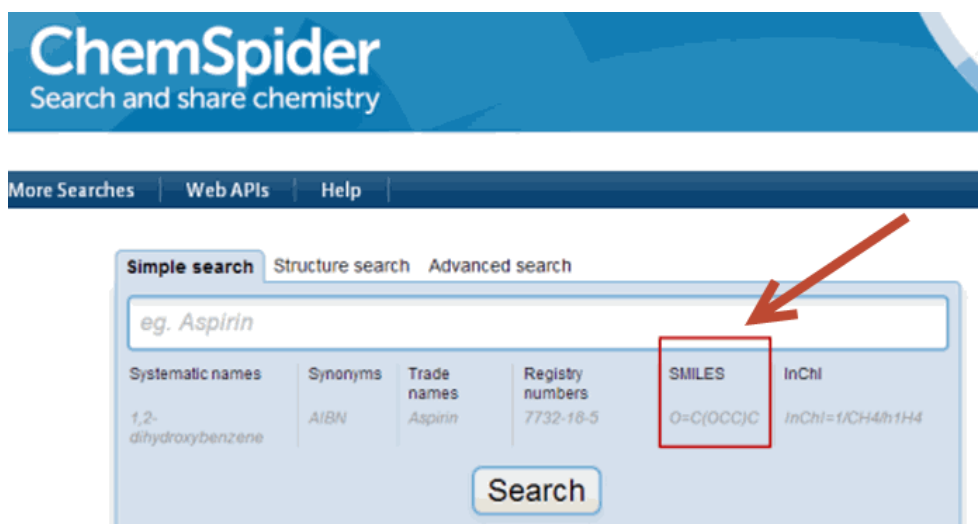 ChemSpider
Search and share chemistry
More Searches Web APIs Help
Simple search Structure search Advanced search
eg. Aspirin
Systematic names Synonyms Trade names Registry numbers SMILES InChI
1,2-dihydroxybenzene AIBN Aspirin 7732-18-5 O=C(OCC)C InChI=1/CH4/h1H4
Search